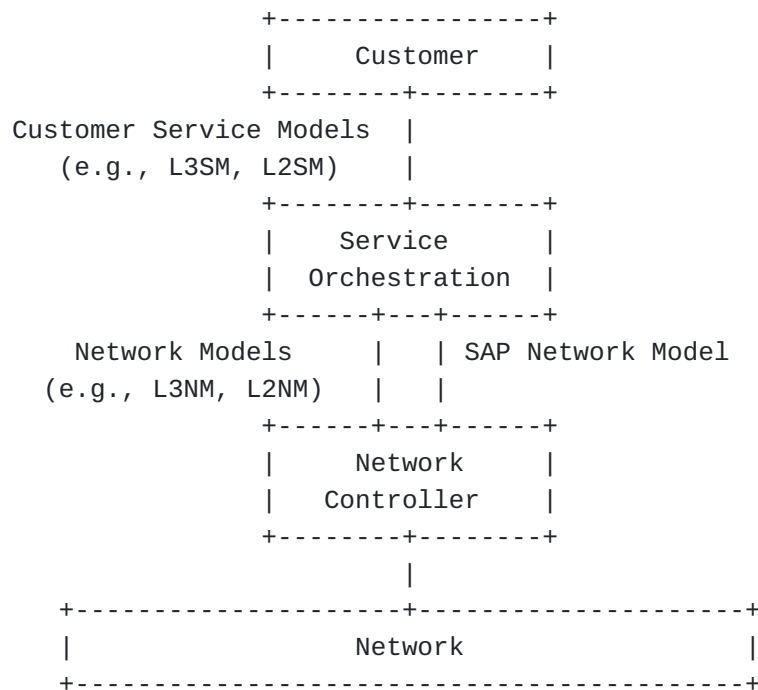 Customer
Customer Service Models
(e.g., L3SM, L2SM)
Service
Orchestration
Network Models
SAP Network Model
(e.g., L3NM, L2NM)
Network
Controller
Network